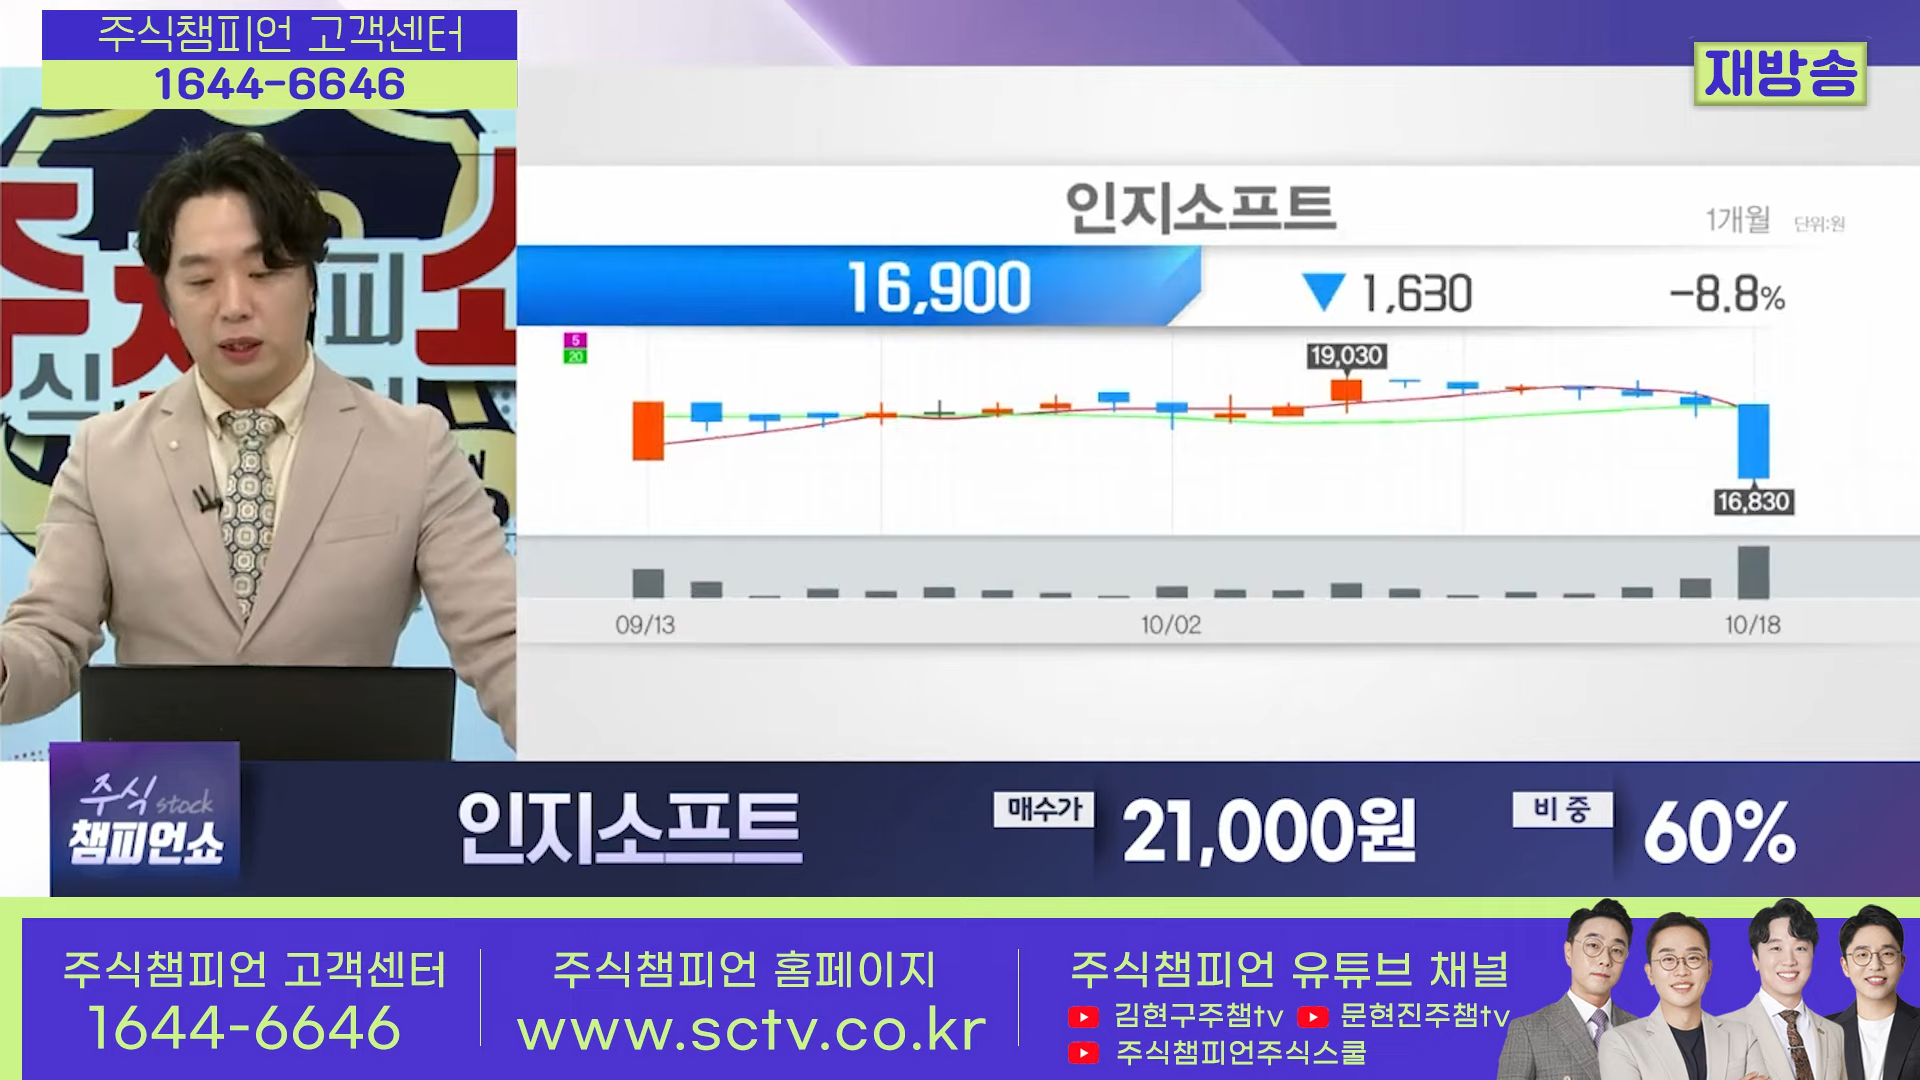 주식챔피언 고객센터
1644-6646
재방송
인지소프트
1개월 단위:원
16,900 ▼ 1,630 -8.8%
5
20
19,030
16,830
09/13 10/02 10/18
피
식
주식 stock
챔피언쇼
인지소프트 매수가 21,000원 비중 60%
주식챔피언 고객센터
1644-6646
주식챔피언 홈페이지
www.sctv.co.kr
주식챔피언 유튜브 채널
김현구주챔tv 문현진주챔tv
주식챔피언주식스쿨